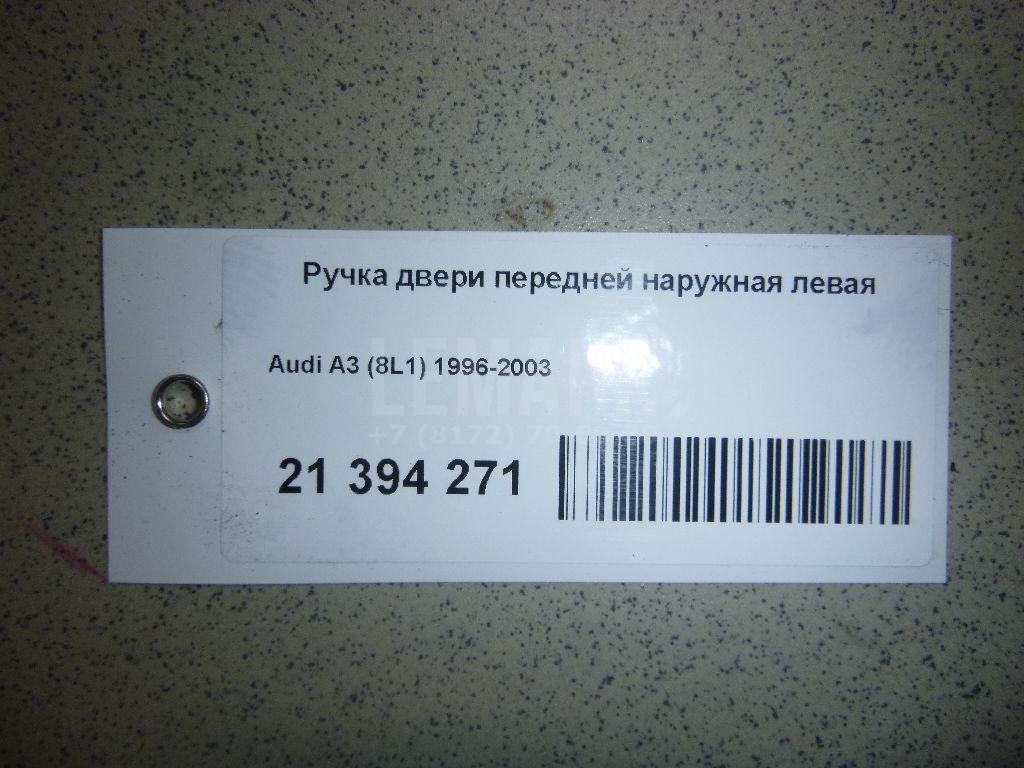 Ручка двери передней наружная левая
Audi A3 (8L1) 1996-2003
21 394 271